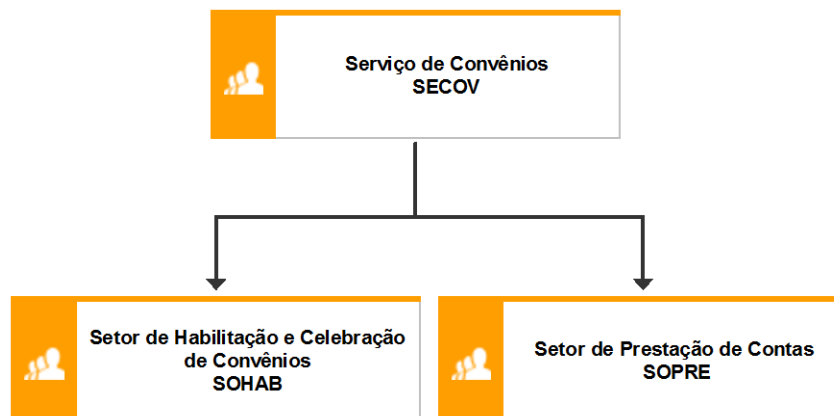 Serviço de Convênios
SECOV
Setor de Habilitação e Celebração
de Convênios
SOHAB
Setor de Prestação de Contas
SOPRE